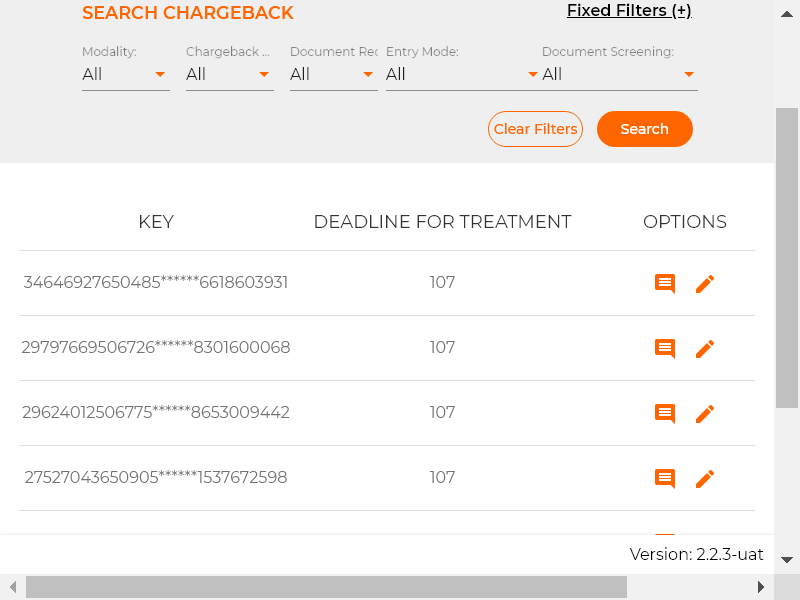 SEARCH CHARGEBACK
Fixed Filters (+)
Modality: Chargeback ... Document Rec Entry Mode: Document Screening:
All All All All All
Clear Filters Search
KEY DEADLINE FOR TREATMENT OPTIONS
34646927650485******6618603931 107
29797669506726******8301600068 107
29624012506775******8653009442 107
27527043650905******1537672598 107
Version: 2.2.3-uat